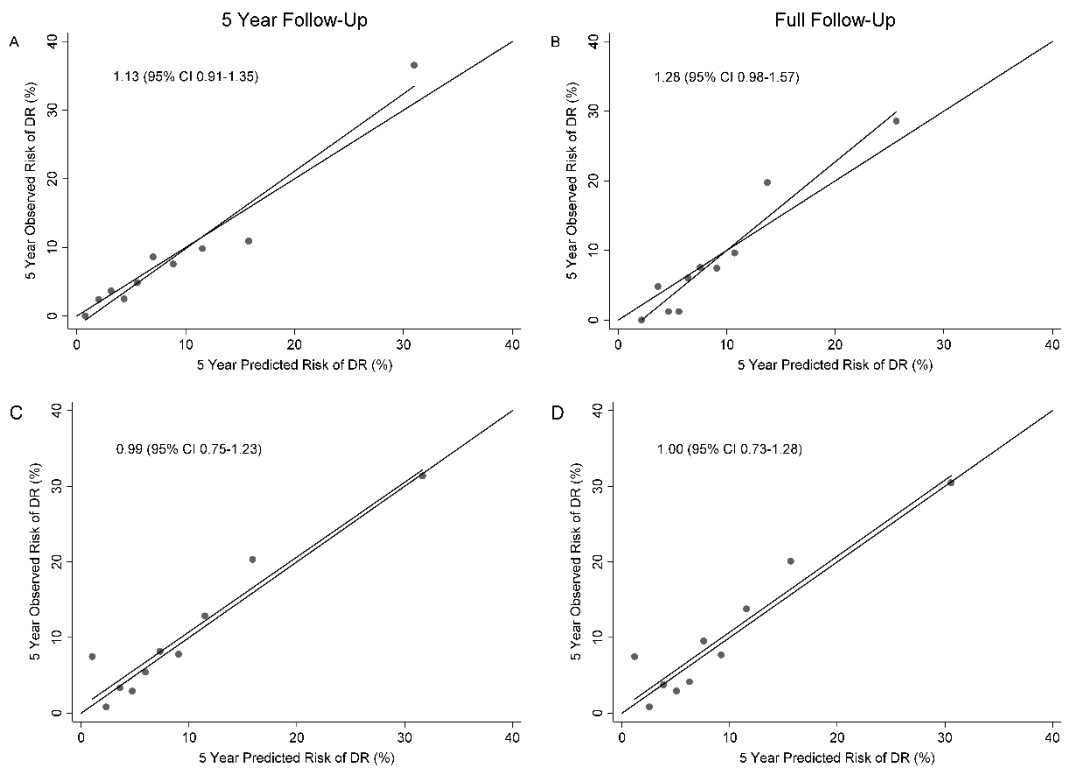 5 Year Follow-Up
Full Follow-Up
A
5 Year Observed Risk of DR (%)
40
30
20
10
0
1.13 (95% CI 0.91-1.35)
0 10 20 30 40
5 Year Predicted Risk of DR (%)
B
5 Year Observed Risk of DR (%)
40
30
20
10
0
1.28 (95% CI 0.98-1.57)
0 10 20 30 40
5 Year Predicted Risk of DR (%)
C
5 Year Observed Risk of DR (%)
40
30
20
10
0
0.99 (95% CI 0.75-1.23)
0 10 20 30 40
5 Year Predicted Risk of DR (%)
D
5 Year Observed Risk of DR (%)
40
30
20
10
0
1.00 (95% CI 0.73-1.28)
0 10 20 30 40
5 Year Predicted Risk of DR (%)